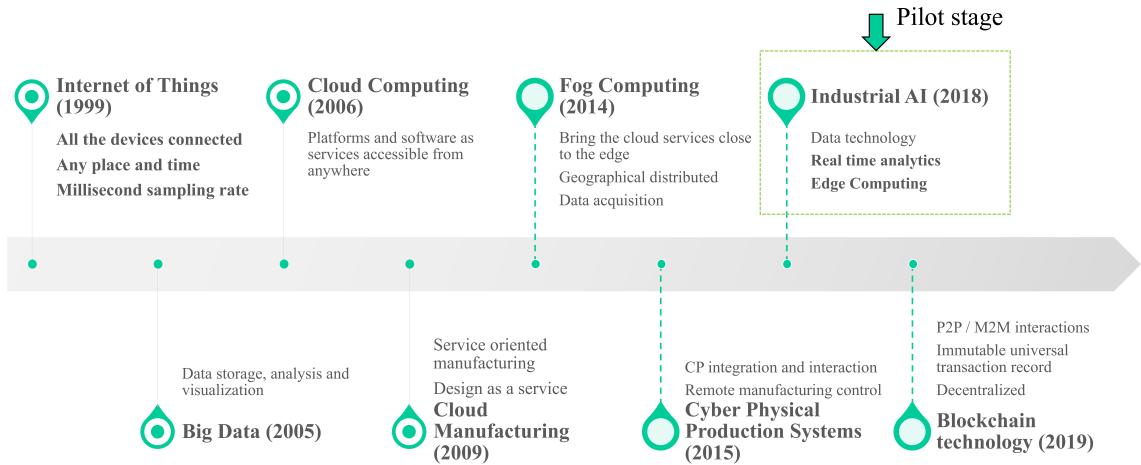 Pilot stage
Internet of Things
(1999)
All the devices connected
Any place and time
Millisecond sampling rate
Cloud Computing
(2006)
Platforms and software as
services accessible from
anywhere
Fog Computing
(2014)
Bring the cloud services close
to the edge
Geographical distributed
Data acquisition
Industrial AI (2018)
Data technology
Real time analytics
Edge Computing
Data storage, analysis and
visualization
Big Data (2005)
Service oriented
manufacturing
Design as a service
Cloud
Manufacturing
(2009)
CP integration and interaction
Remote manufacturing control
Cyber Physical
Production Systems
(2015)
P2P / M2M interactions
Immutable universal
transaction record
Decentralized
Blockchain
technology (2019)